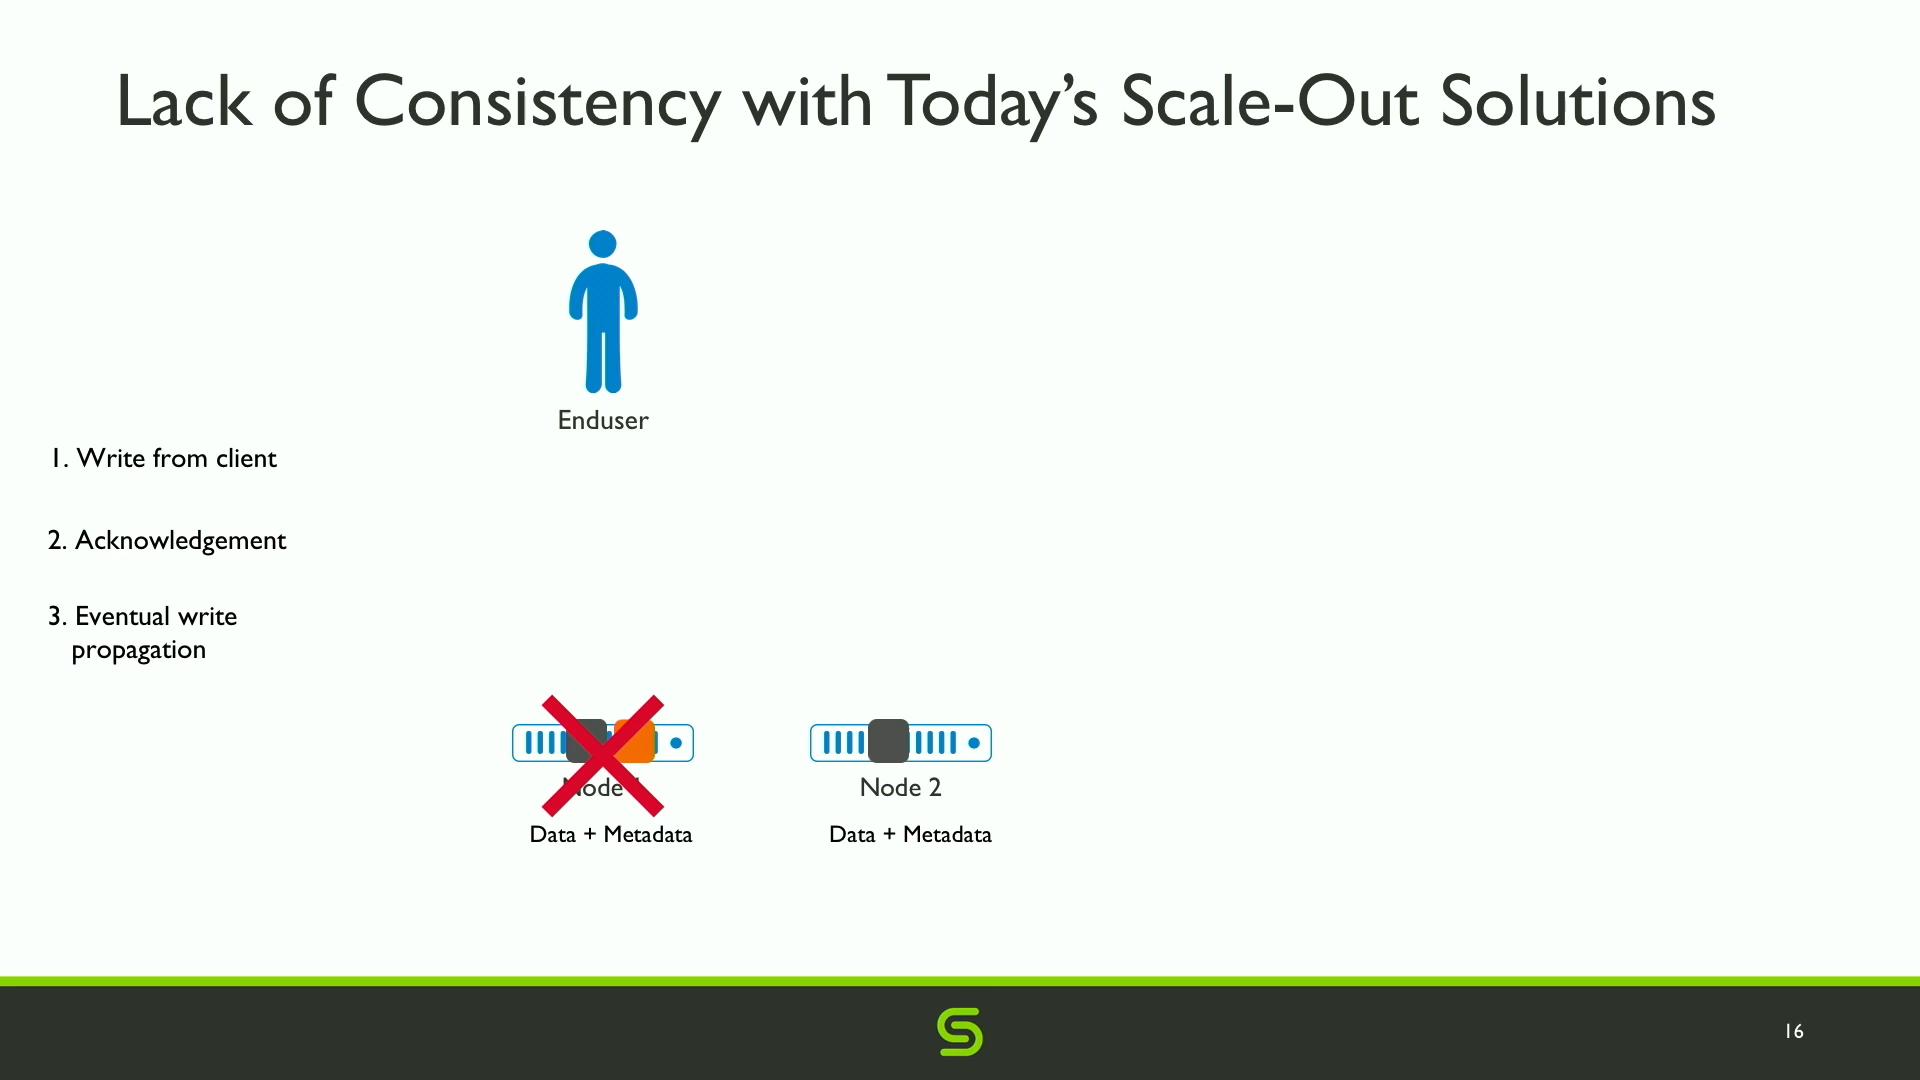 Lack of Consistency with Today’s Scale-Out Solutions
Enduser
1. Write from client
2. Acknowledgement
3. Eventual write
propagation
Node
Node 2
Data + Metadata
Data + Metadata
16